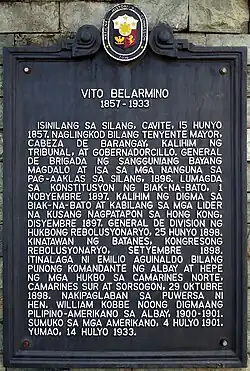 VITO BELARMINO
1857-1933
ISINILANG SA SILANG, CAVITE, 15 HUNYO
1857. NAGLINGKOD BILANG TENYENTE MAYOR,
CABEZA DE BARANGAY, KALIHIM NG
TRIBUNAL, AT GOBERNADORCILLO. GENERAL
DE BRIGADA NG SANGGUNIANG BAYANG
MAGDALO AT ISA SA MGA NANGUNA SA
PAG-AAKLAS SA SILANG, 1896. LUMAGDA
SA KONSTITUSYON NG BIAK-NA-BATO, 1
NOBYEMBRE 1897. KALIHIM NG DIGMA SA
BIAK-NA-BATO AT KABILANG SA MGA LIDER
NA KUSANG NAGPATAPON SA HONG KONG,
DISYEMBRE 1897. GENERAL DE DIVISION NG
HUKBONG REBOLUSYONARYO, 25 HUNYO 1898.
KINATAWAN NG BATANES, KONGRESONG
REBOLUSYONARYO, SETYEMBRE 1898.
ITINALAGA NI EMILIO AGUINALDO BILANG
PUNONG KOMANDANTE NG ALBAY AT HEPE
NG MGA HUKBO SA CAMARINES NORTE,
CAMARINES SUR AT SORSOGON, 29 OKTUBRE
1898. NAKIPAGLABAN SA PUWERSA NI
HEN. WILLIAM KOBBE NOONG DIGMAANG
PILIPINO-AMERIKANO SA ALBAY, 1900-1901.
SUMUKO SA MGA AMERIKANO, 4 HULYO 1901.
YUMAO, 14 HULYO 1933.